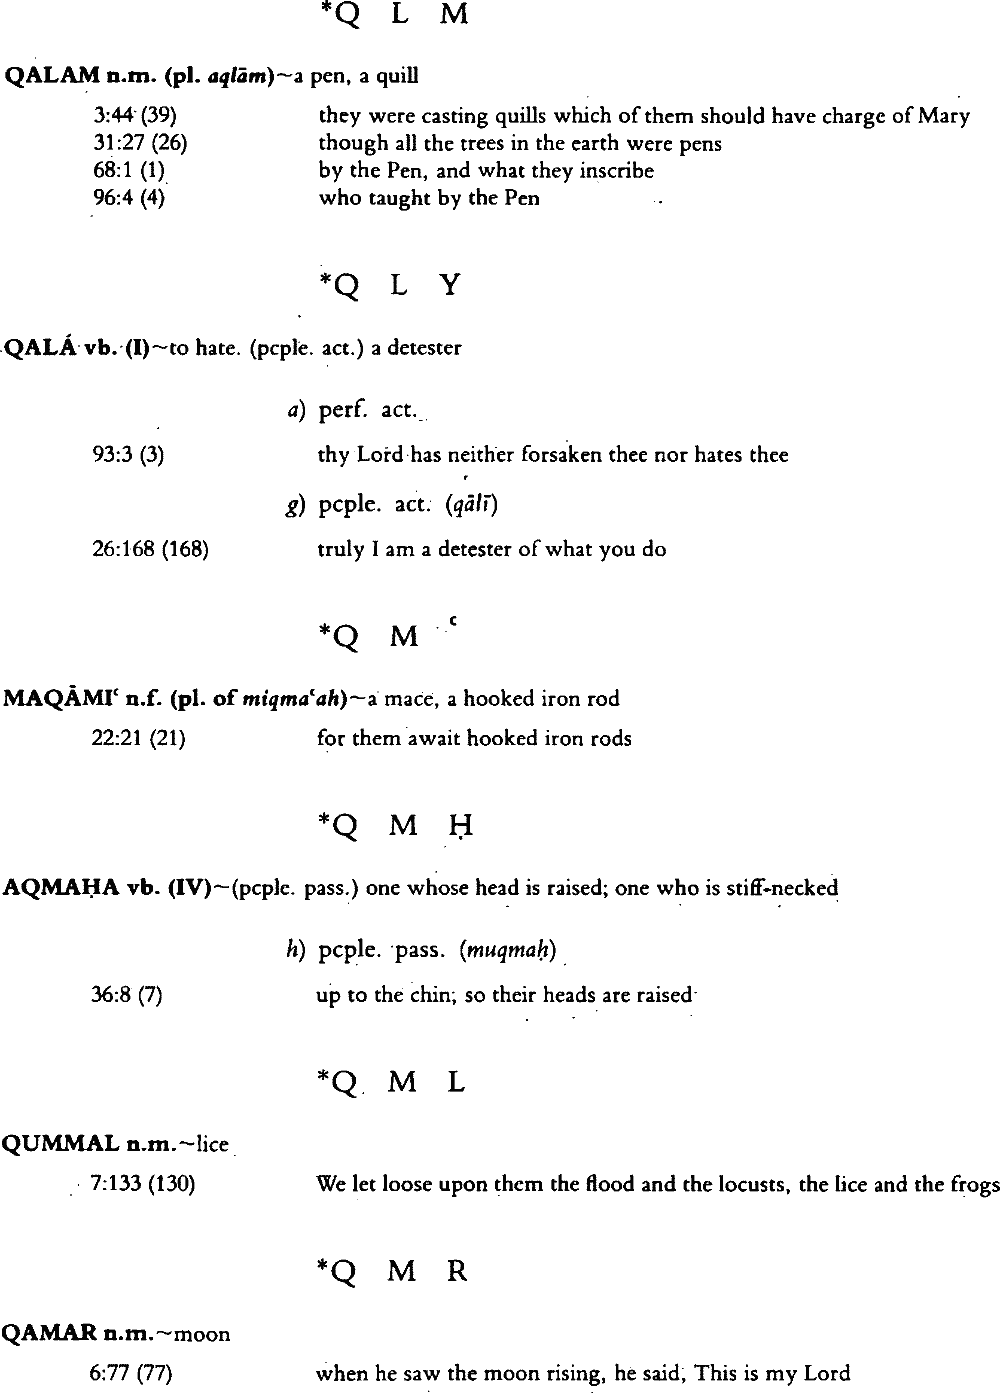 *Q L M
QALAM n.m. (pl. aqlām)~a pen, a quill
3:44 (39) they were casting quills which of them should have charge of Mary
31:27 (26) though all the trees in the earth were pens
68:1 (1) by the Pen, and what they inscribe
96:4 (4) who taught by the Pen
*Q L Y
QALÁ vb. (I)~to hate. (pcple. act.) a detester
a) perf. act.
93:3 (3) thy Lord has neither forsaken thee nor hates thee
g) pcple. act. (qālī)
26:168 (168) truly I am a detester of what you do
*Q M ʿ
MAQĀMIʿ n.f. (pl. of miqmaʿah)~a mace, a hooked iron rod
22:21 (21) for them await hooked iron rods
*Q M Ḥ
AQMAḤA vb. (IV)~(pcple. pass.) one whose head is raised; one who is stiff-necked
h) pcple. pass. (muqmaḥ)
36:8 (7) up to the chin; so their heads are raised
*Q M L
QUMMAL n.m.~lice
7:133 (130) We let loose upon them the flood and the locusts, the lice and the frogs
*Q M R
QAMAR n.m.~moon
6:77 (77) when he saw the moon rising, he said, This is my Lord